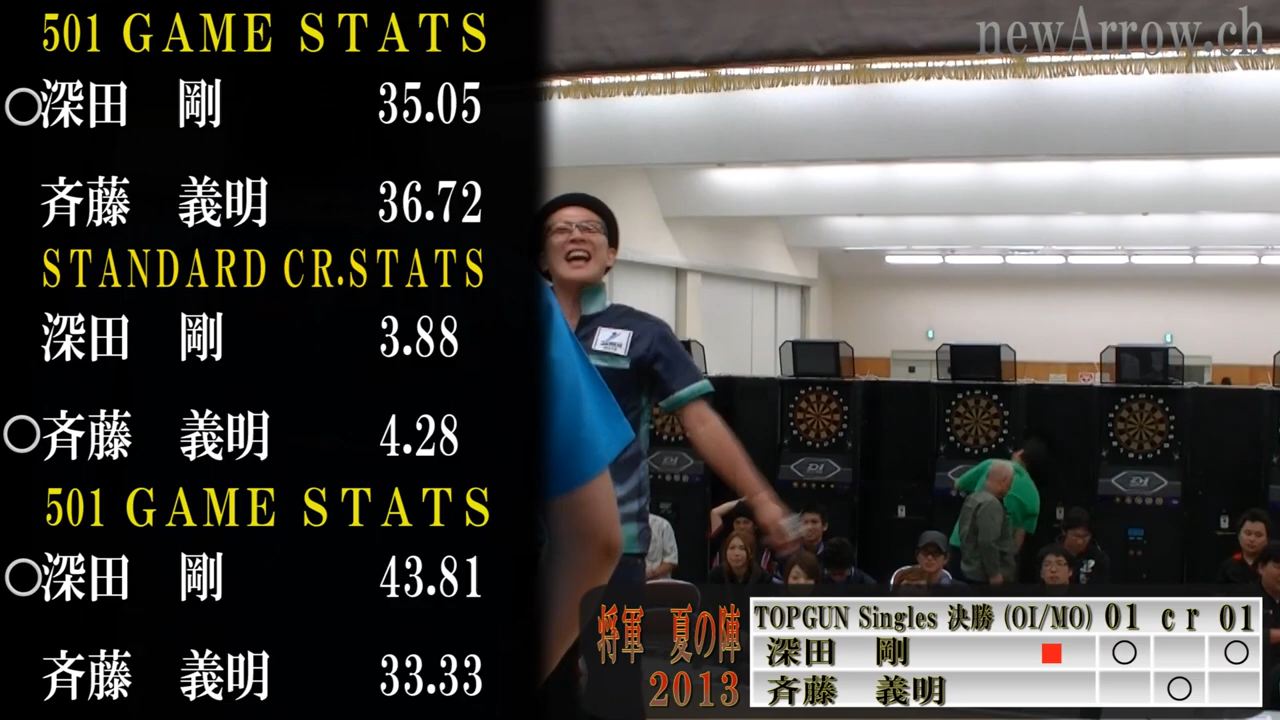 501 GAME STATS
○深田　剛 35.05
斉藤　義明 36.72
STANDARD CR.STATS
深田　剛 3.88
○斉藤　義明 4.28
501 GAME STATS
○深田　剛 43.81
斉藤　義明 33.33
newArrow.ch
将軍　夏の陣
2013
TOPGUN Singles 決勝 (OI/MO) 01 cr 01
深田　剛 ■ ○ ○
斉藤　義明 ○